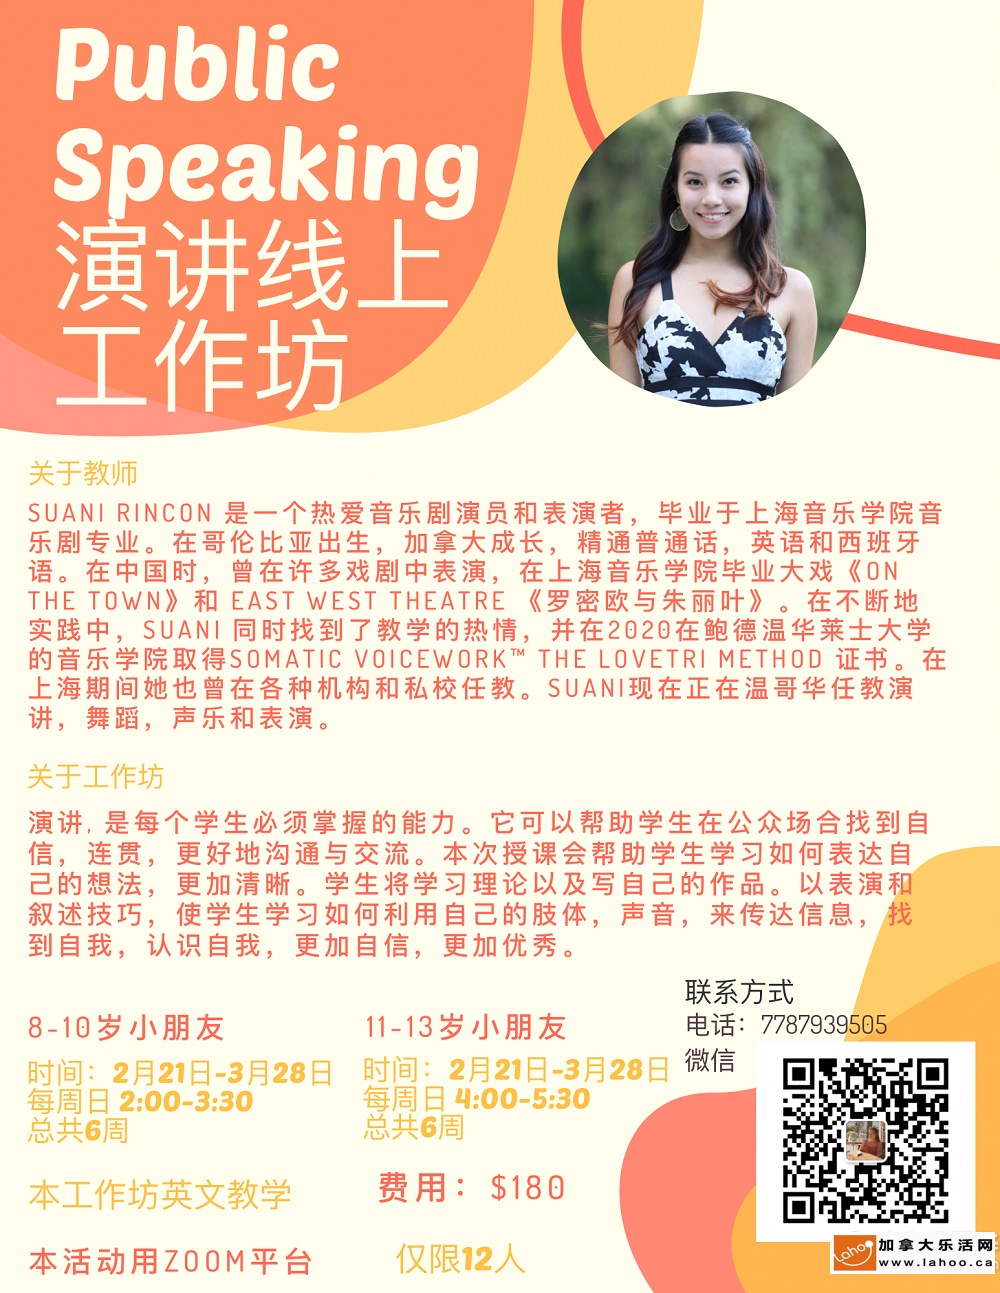 Public
Speaking
演讲线上
工作坊
关于教师
SUANI RINCON 是一个热爱音乐剧演员和表演者，毕业于上海音乐学院音
乐剧专业。在哥伦比亚出生，加拿大成长，精通普通话，英语和西班牙
语。在中国时，曾在许多戏剧中表演，在上海音乐学院毕业大戏《ON
THE TOWN》和 EAST WEST THEATRE 《罗密欧与朱丽叶》。在不断地
实践中，SUANI 同时找到了教学的热情，并在2020在鲍德温华莱士大学
的音乐学院取得SOMATIC VOICEWORK™ THE LOVETRI METHOD 证书。在
上海期间她也曾在各种机构和私校任教。SUANI现在正在温哥华任教演
讲，舞蹈，声乐和表演。
关于工作坊
演讲, 是每个学生必须掌握的能力。它可以帮助学生在公众场合找到自
信，连贯，更好地沟通与交流。本次授课会帮助学生学习如何表达自
己的想法，更加清晰。学生将学习理论以及写自己的作品。以表演和
叙述技巧，使学生学习如何利用自己的肢体，声音，来传达信息，找
到自我，认识自我，更加自信，更加优秀。
8-10岁小朋友
时间：2月21日-3月28日
每周日 2:00-3:30
总共6周
11-13岁小朋友
时间：2月21日-3月28日
每周日 4:00-5:30
总共6周
联系方式
电话：7787939505
微信
本工作坊英文教学
费用：$180
本活动用ZOOM平台
仅限12人
Lahoo
加拿大乐活网
www.lahoo.ca